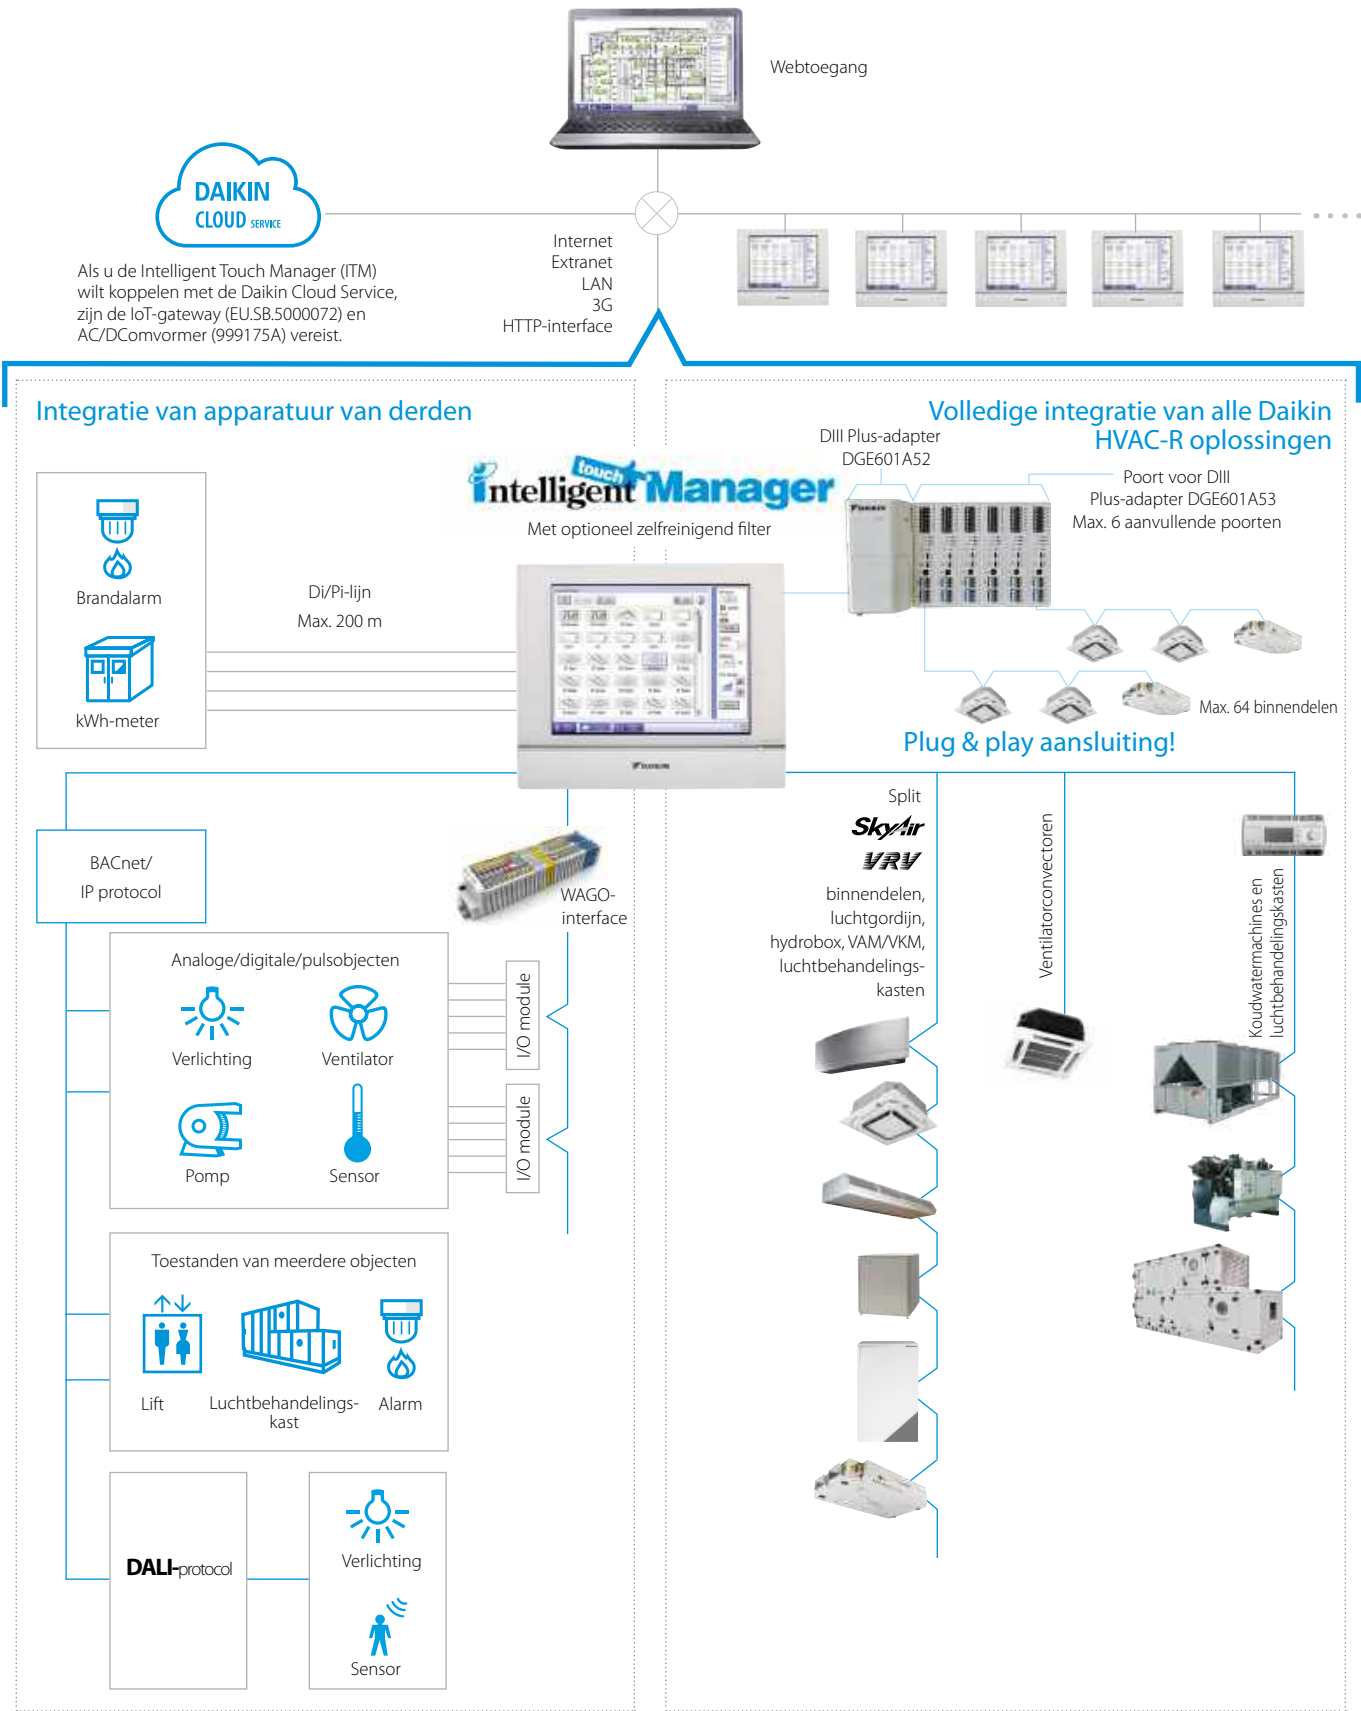 Webtoegang
DAIKIN
CLOUD SERVICE
Als u de Intelligent Touch Manager (ITM)
wilt koppelen met de Daikin Cloud Service,
zijn de IoT-gateway (EU.SB.5000072) en
AC/DComvormer (999175A) vereist.
Internet
Extranet
LAN
3G
HTTP-interface
Integratie van apparatuur van derden
Volledige integratie van alle Daikin
HVAC-R oplossingen
Brandalarm
kWh-meter
Di/Pi-lijn
Max. 200 m
intelligent touch Manager
Met optioneel zelfreinigend filter
DAIKIN
DIII Plus-adapter
DGE601A52
Poort voor DIII
Plus-adapter DGE601A53
Max. 6 aanvullende poorten
DAIKIN
Max. 64 binnendelen
Plug & play aansluiting!
BACnet/
IP protocol
WAGO-
interface
Analoge/digitale/pulsobjecten
Verlichting
Ventilator
Pomp
Sensor
I/O module
I/O module
Toestanden van meerdere objecten
Lift
Luchtbehandelings-
kast
Alarm
DALI-protocol
Verlichting
Sensor
Split
SkyAir
VRV
binnendelen,
luchtgordijn,
hydrobox, VAM/VKM,
luchtbehandelings-
kasten
Ventilatorconvectoren
Koudwatermachines en
luchtbehandelingskasten